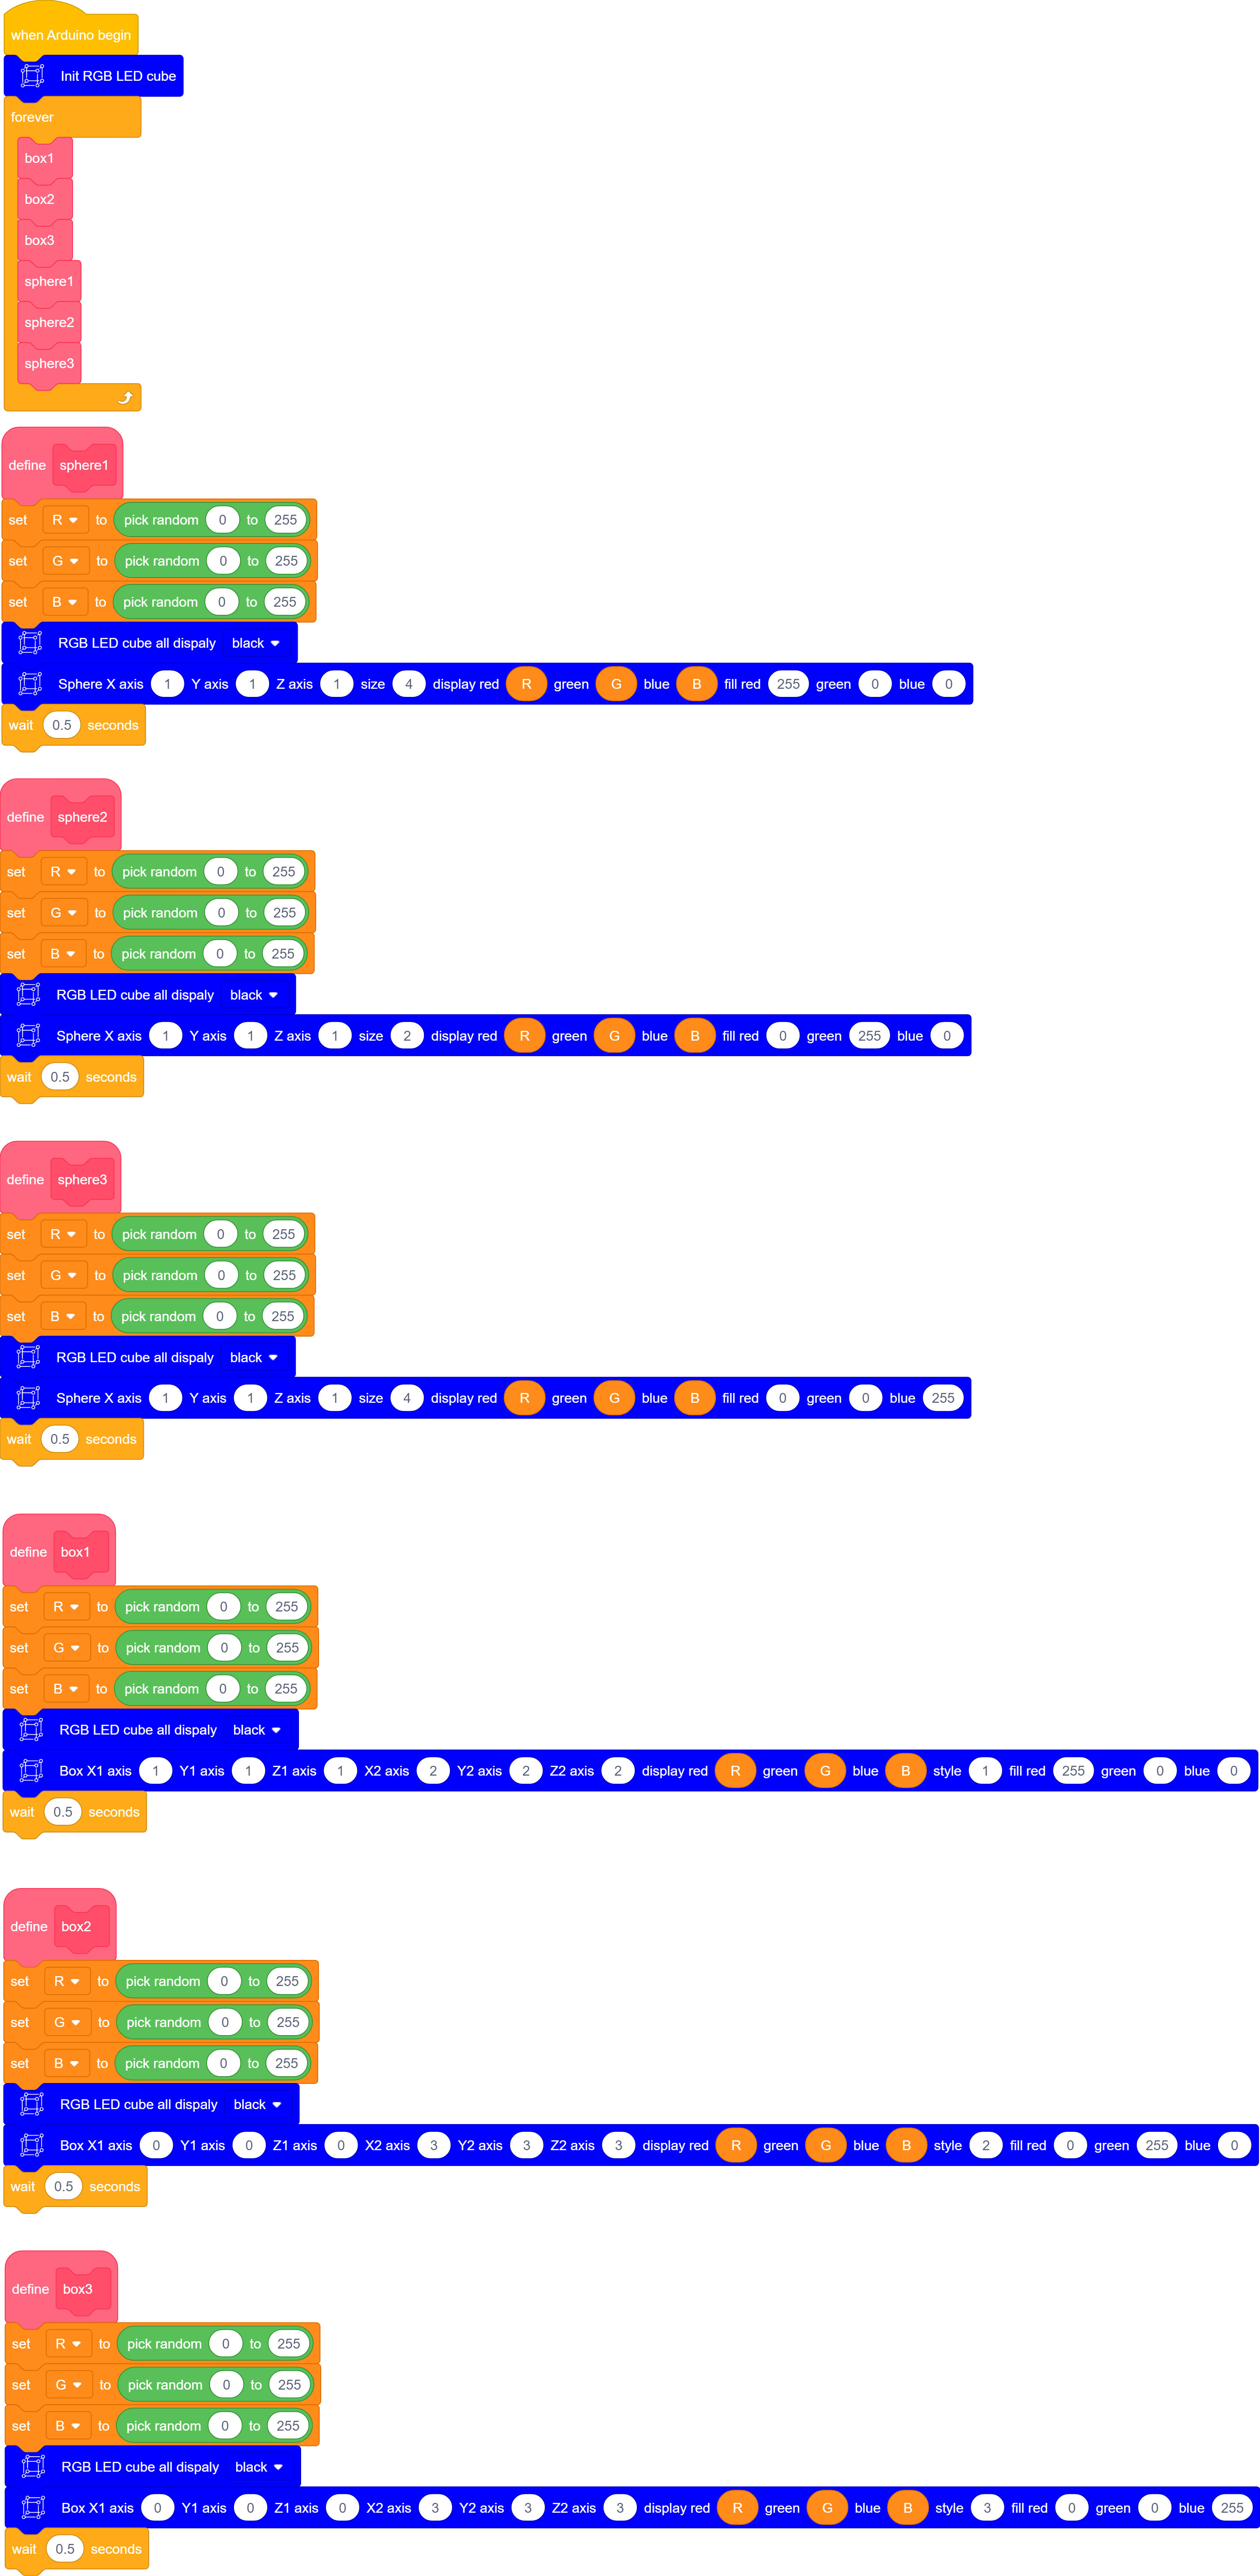 when Arduino begin
Init RGB LED cube
forever
box1
box2
box3
sphere1
sphere2
sphere3
define sphere1
set R to pick random 0 to 255
set G to pick random 0 to 255
set B to pick random 0 to 255
RGB LED cube all dispaly black
Sphere X axis 1 Y axis 1 Z axis 1 size 4 display red R green G blue B fill red 255 green 0 blue 0
wait 0.5 seconds
define sphere2
set R to pick random 0 to 255
set G to pick random 0 to 255
set B to pick random 0 to 255
RGB LED cube all dispaly black
Sphere X axis 1 Y axis 1 Z axis 1 size 2 display red R green G blue B fill red 0 green 255 blue 0
wait 0.5 seconds
define sphere3
set R to pick random 0 to 255
set G to pick random 0 to 255
set B to pick random 0 to 255
RGB LED cube all dispaly black
Sphere X axis 1 Y axis 1 Z axis 1 size 4 display red R green G blue B fill red 0 green 0 blue 255
wait 0.5 seconds
define box1
set R to pick random 0 to 255
set G to pick random 0 to 255
set B to pick random 0 to 255
RGB LED cube all dispaly black
Box X1 axis 1 Y1 axis 1 Z1 axis 1 X2 axis 2 Y2 axis 2 Z2 axis 2 display red R green G blue B style 1 fill red 255 green 0 blue 0
wait 0.5 seconds
define box2
set R to pick random 0 to 255
set G to pick random 0 to 255
set B to pick random 0 to 255
RGB LED cube all dispaly black
Box X1 axis 0 Y1 axis 0 Z1 axis 0 X2 axis 3 Y2 axis 3 Z2 axis 3 display red R green G blue B style 2 fill red 0 green 255 blue 0
wait 0.5 seconds
define box3
set R to pick random 0 to 255
set G to pick random 0 to 255
set B to pick random 0 to 255
RGB LED cube all dispaly black
Box X1 axis 0 Y1 axis 0 Z1 axis 0 X2 axis 3 Y2 axis 3 Z2 axis 3 display red R green G blue B style 3 fill red 0 green 0 blue 255
wait 0.5 seconds